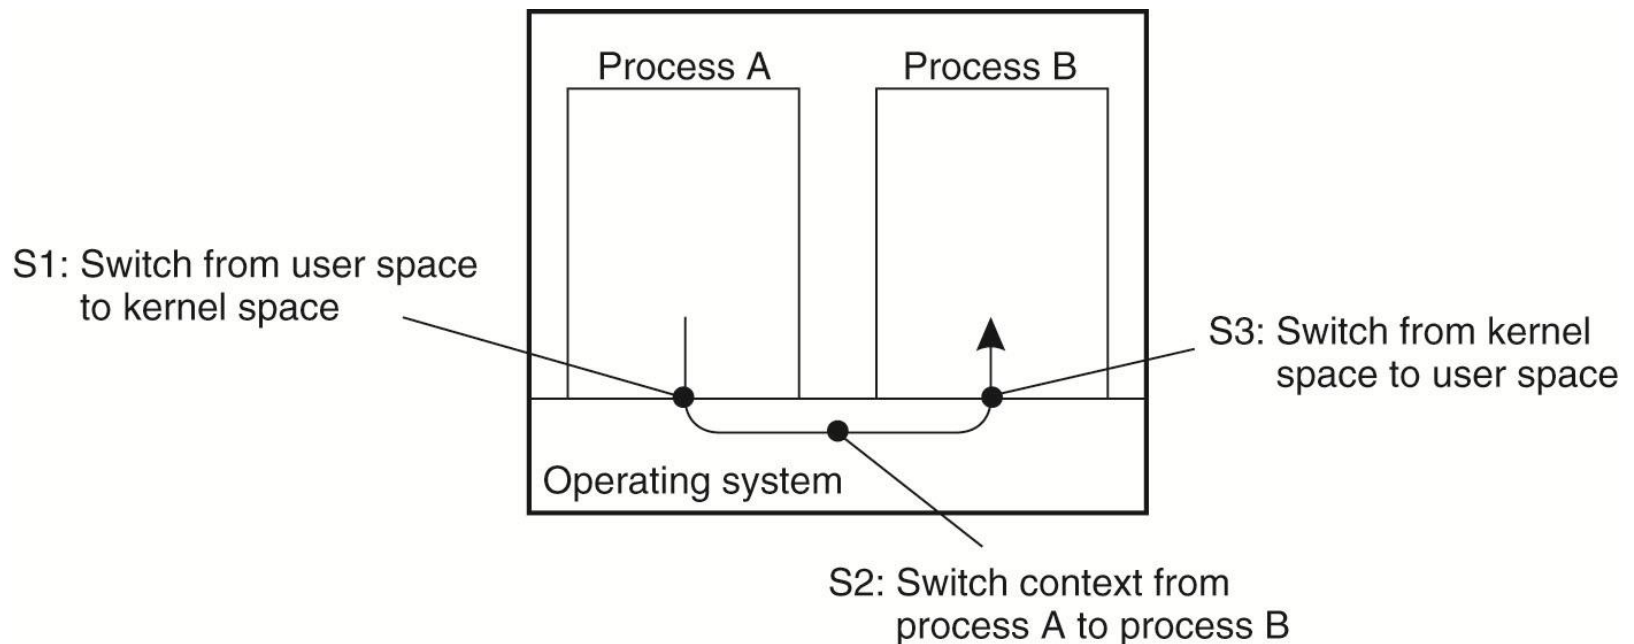 Process A
Process B
S1: Switch from user space
to kernel space
S3: Switch from kernel
space to user space
Operating system
S2: Switch context from
process A to process B